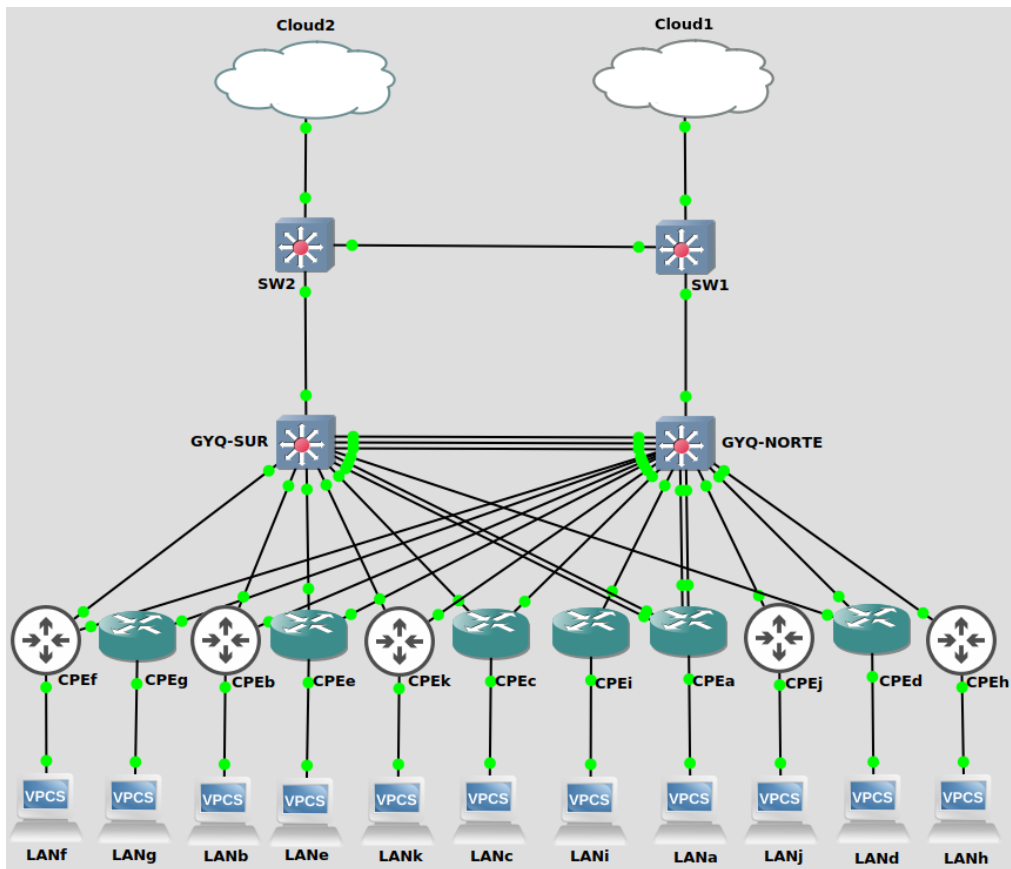 Cloud2
Cloud1
SW2
SW1
GYQ-SUR
GYQ-NORTE
CPEf
CPEg
CPEb
CPEe
CPEk
CPEc
CPEi
CPEa
CPEj
CPEd
CPEh
VPCS
VPCS
VPCS
VPCS
VPCS
VPCS
VPCS
VPCS
VPCS
VPCS
VPCS
LANf
LANg
LANb
LANe
LANk
LANc
LANi
LANa
LANj
LANd
LANh